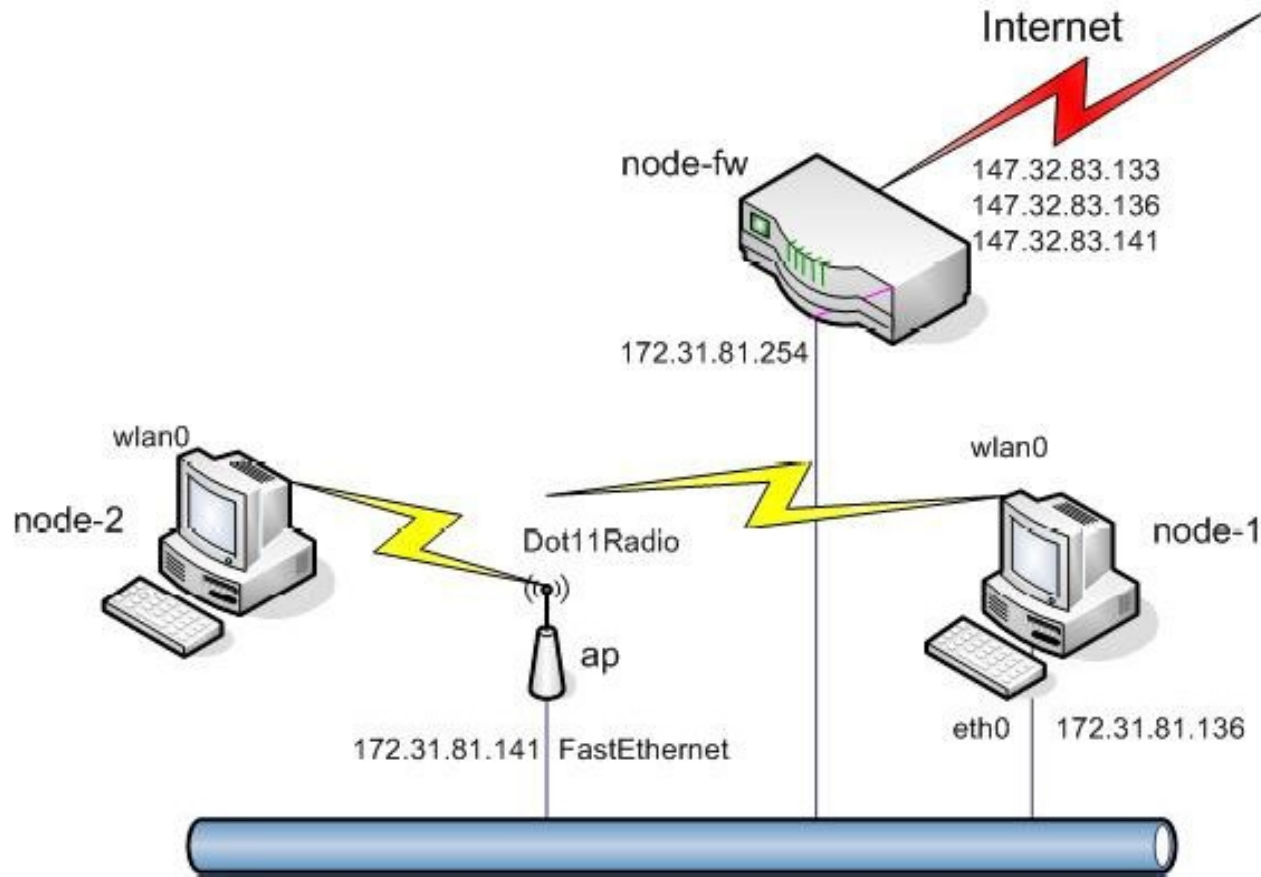 Internet
node-fw
147.32.83.133
147.32.83.136
147.32.83.141
172.31.81.254
wlan0
node-2
wlan0
node-1
Dot11Radio
ap
172.31.81.141 FastEthernet
eth0 172.31.81.136